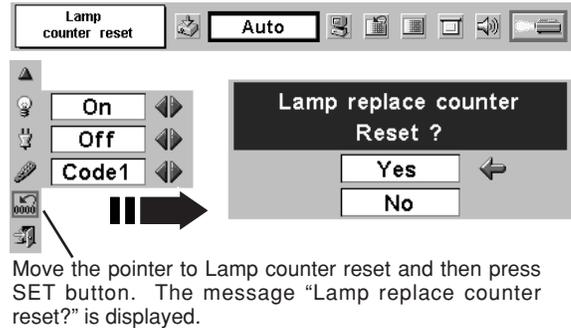 Lamp
counter reset
Auto
On
Off
Code1
0000
Lamp replace counter
Reset ?
Yes
No
Move the pointer to Lamp counter reset and then press
SET button. The message “Lamp replace counter
reset?” is displayed.